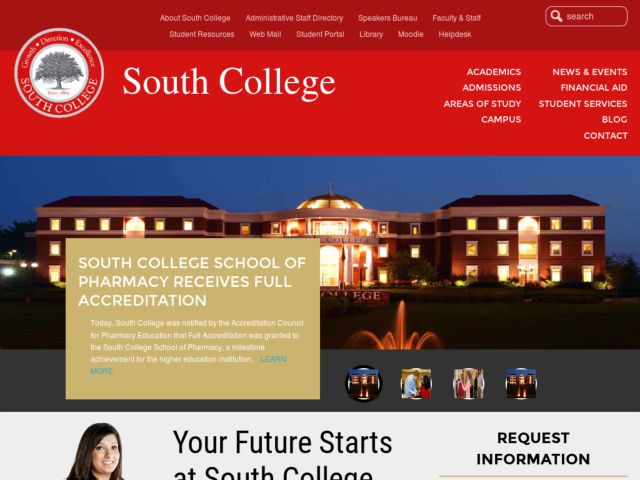 About South College Administrative Staff Directory Speakers Bureau Faculty & Staff
Student Resources Web Mail Student Portal Library Moodle Helpdesk
search
Growth • Direction • Excellence
SOUTH COLLEGE
South College
ACADEMICS
ADMISSIONS
AREAS OF STUDY
CAMPUS
NEWS & EVENTS
FINANCIAL AID
STUDENT SERVICES
BLOG
CONTACT
COLLEGE
COLLEGE
SOUTH COLLEGE SCHOOL OF
PHARMACY RECEIVES FULL
ACCREDITATION
Today, South College was notified by the Accreditation Council
for Pharmacy Education that Full Accreditation was granted to
the South College School of Pharmacy, a milestone
achievement for the higher education institution. LEARN
MORE
Your Future Starts
at South College
REQUEST
INFORMATION